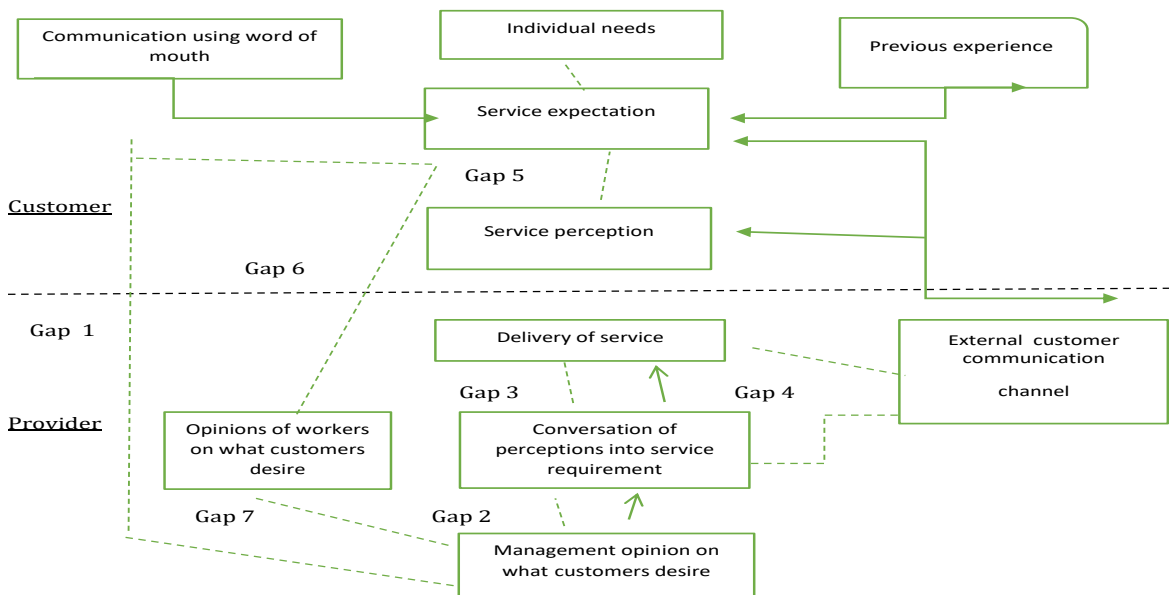 Communication using word of
mouth
Individual needs
Previous experience
Service expectation
Gap 5
Customer
Service perception
Gap 6
Gap 1
Delivery of service
External customer
communication
channel
Gap 3
Gap 4
Provider
Opinions of workers
on what customers
desire
Conversation of
perceptions into service
requirement
Gap 7
Gap 2
Management opinion on
what customers desire